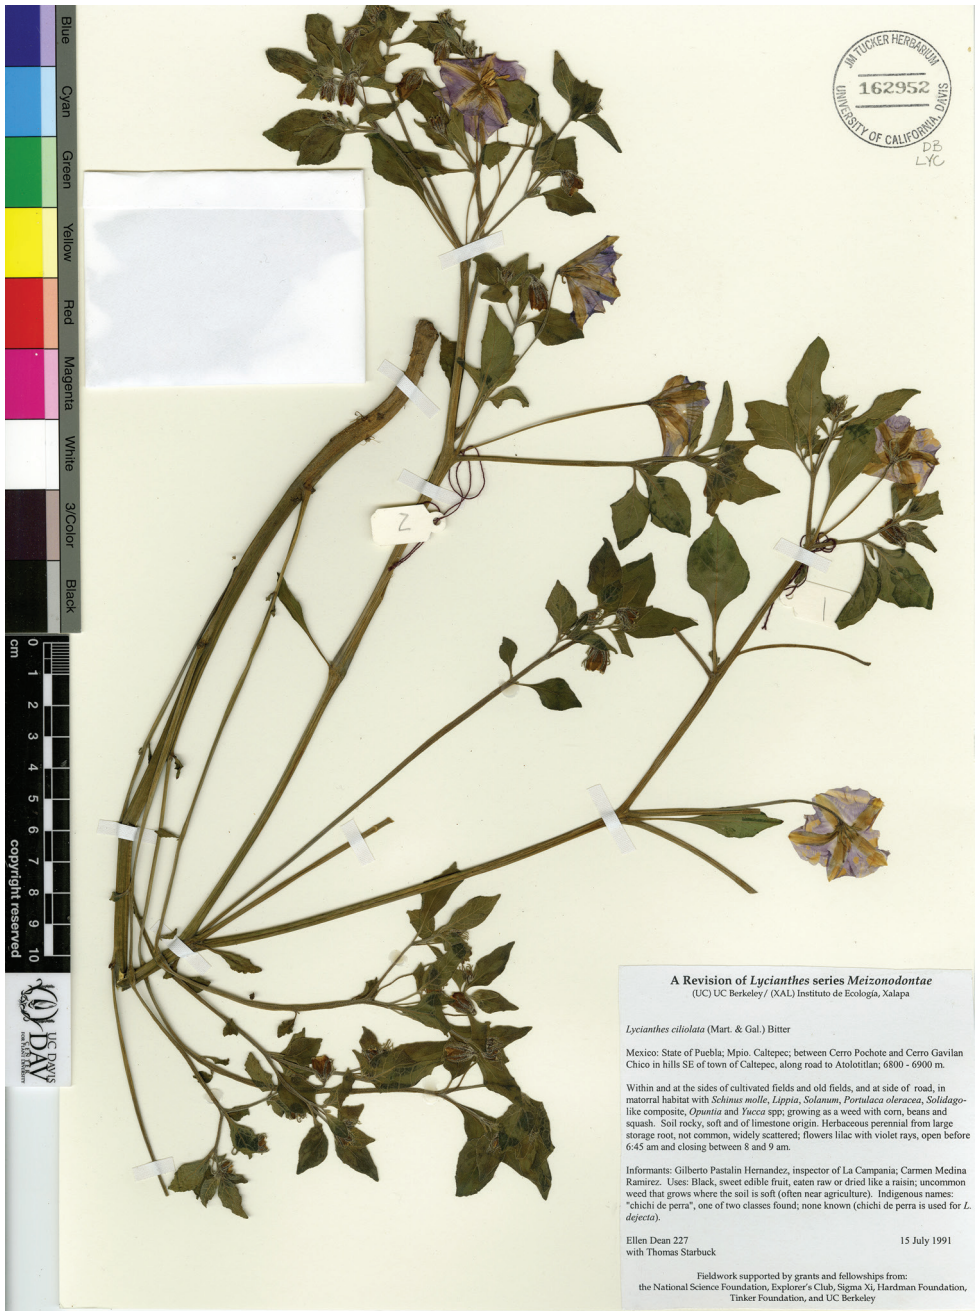 Blue
Cyan
Green
Yellow
Red
Magenta
White
3/Color
Black
JM TUCKER HERBARIUM
162952
UNIVERSITY OF CALIFORNIA, DAVIS
DB
LYC
Z
1
0
cm
1
2
3
4
5
6
7
8
9
10
copyright reserved
UC DAVIS
A Revision of Lycianthes series Meizonodontae
(UC) UC Berkeley/ (XAL) Instituto de Ecología, Xalapa
Lycianthes ciliolata (Mart. & Gal.) Bitter
Mexico: State of Puebla; Mpio. Caltepec; between Cerro Pochote and Cerro Gavilan
Chico in hills SE of town of Caltepec, along road to Atolotitlan; 6800 - 6900 m.
Within and at the sides of cultivated fields and old fields, and at side of road, in
matorral habitat with Schinus molle, Lippia, Solanum, Portulaca oleracea, Solidago-
like composite, Opuntia and Yucca spp; growing as a weed with corn, beans and
squash. Soil rocky, soft and of limestone origin. Herbaceous perennial from large
storage root, not common, widely scattered; flowers lilac with violet rays, open before
6:45 am and closing between 8 and 9 am.
Informants: Gilberto Pastalin Hernandez, inspector of La Campania; Carmen Medina
Ramirez. Uses: Black, sweet edible fruit, eaten raw or dried like a raisin; uncommon
weed that grows where the soil is soft (often near agriculture). Indigenous names:
"chichi de perra", one of two classes found; none known (chichi de perra is used for L.
dejecta).
Ellen Dean 227 15 July 1991
with Thomas Starbuck
Fieldwork supported by grants and fellowships from:
the National Science Foundation, Explorer's Club, Sigma Xi, Hardman Foundation,
Tinker Foundation, and UC Berkeley